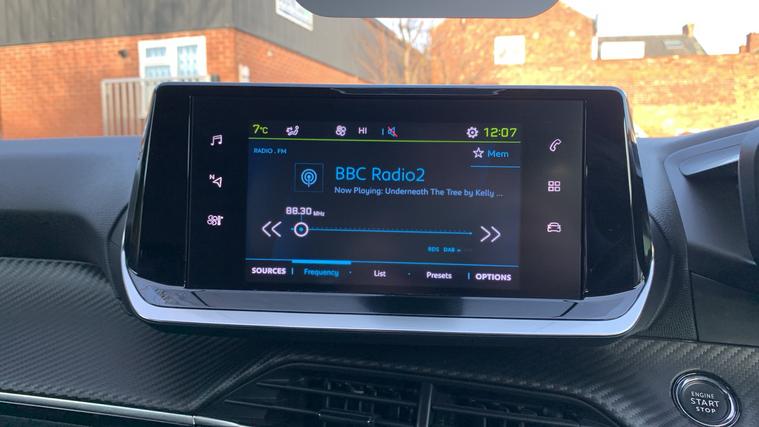 7°C HI 12:07
RADIO . FM
Mem
BBC Radio2
Now Playing: Underneath The Tree by Kelly ...
88.30 MHz
RDS DAB
SOURCES Frequency List Presets OPTIONS
N
ENGINE
START
STOP